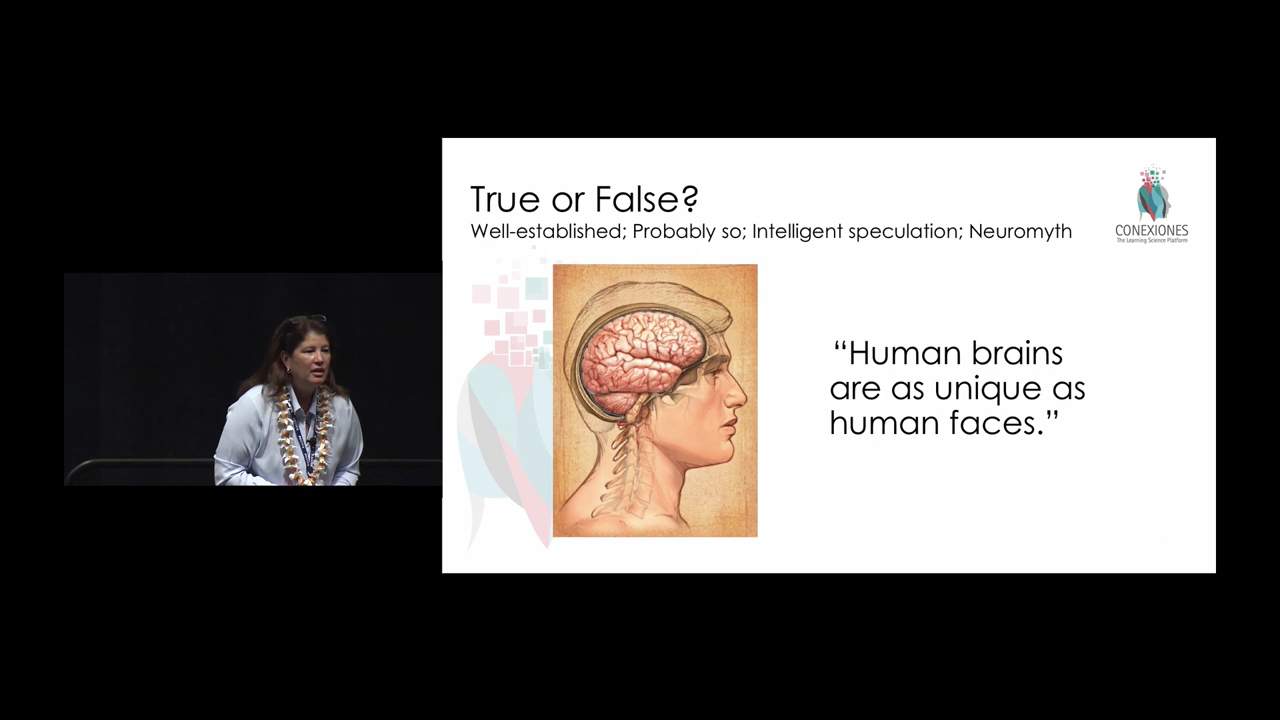 True or False?
Well-established; Probably so; Intelligent speculation; Neuromyth
CONEXIONES
The Learning Science Platform
“Human brains
are as unique as
human faces.”